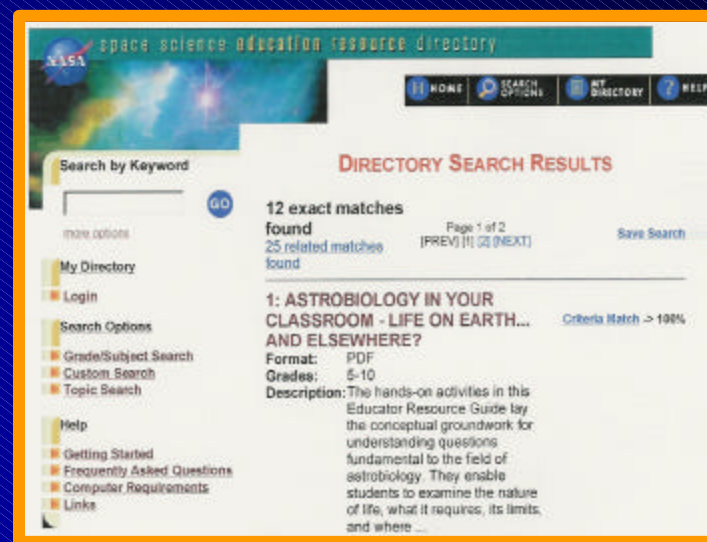 NASA
space science education resource directory
HOME
SEARCH OPTIONS
MY DIRECTORY
HELP
Search by Keyword
GO
more options
My Directory
Login
Search Options
Grade/Subject Search
Custom Search
Topic Search
Help
Getting Started
Frequently Asked Questions
Computer Requirements
Links
DIRECTORY SEARCH RESULTS
12 exact matches
found
25 related matches
found
Page 1 of 2
[PREV] [1] [2] [NEXT]
Save Search
1: ASTROBIOLOGY IN YOUR
CLASSROOM - LIFE ON EARTH...
AND ELSEWHERE?
Criteria Match -> 100%
Format: PDF
Grades: 5-10
Description: The hands-on activities in this
Educator Resource Guide lay
the conceptual groundwork for
understanding questions
fundamental to the field of
astrobiology. They enable
students to examine the nature
of life, what it requires, its limits,
and where ...